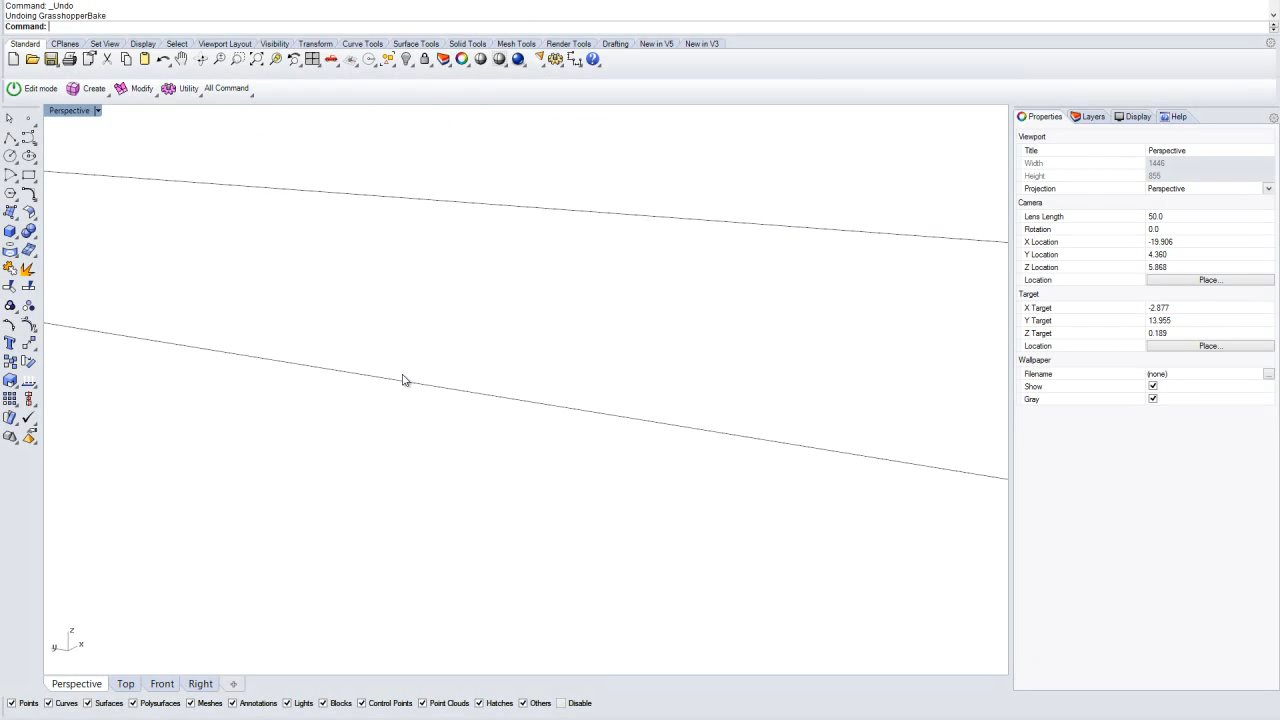 Command: _Undo
Undoing GrasshopperBake
Command:
Standard CPlanes Set View Display Select Viewport Layout Visibility Transform Curve Tools Surface Tools Solid Tools Mesh Tools Render Tools Drafting New in V5 New in V3
Edit mode Create Modify Utility All Command
Perspective
Properties Layers Display Help
Viewport
Title Perspective
Width 1446
Height 855
Projection Perspective
Camera
Lens Length 50.0
Rotation 0.0
X Location -19.906
Y Location 4.360
Z Location 5.868
Location Place...
Target
X Target -2.877
Y Target 13.955
Z Target 0.189
Location Place...
Wallpaper
Filename (none) ...
Show
Gray
z
y x
Perspective Top Front Right
Points Curves Surfaces Polysurfaces Meshes Annotations Lights Blocks Control Points Point Clouds Hatches Others Disable